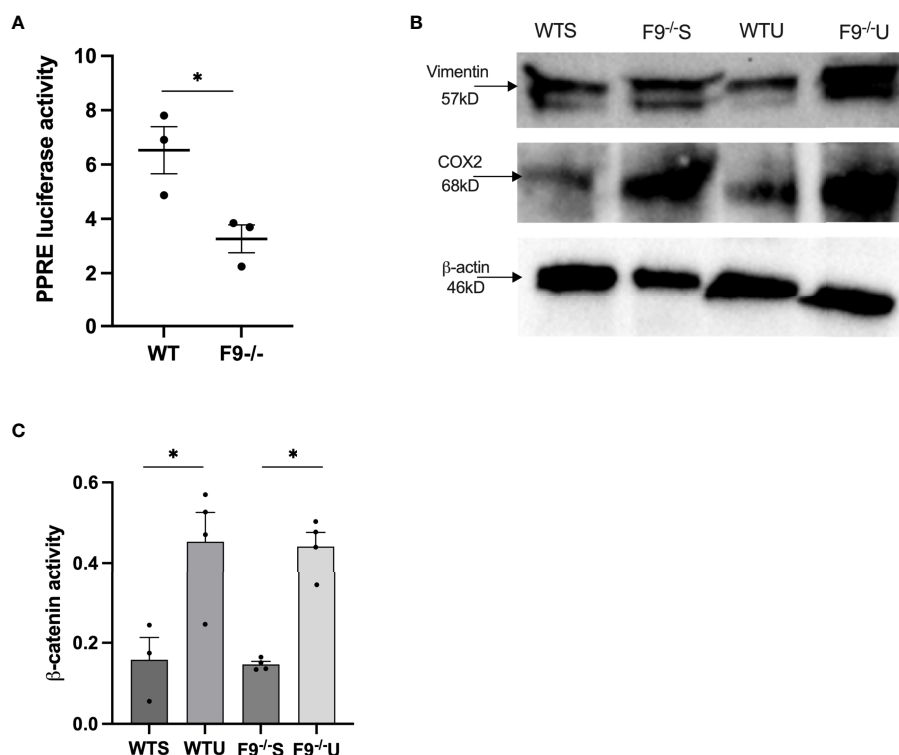 A
PPRE luciferase activity
10
8
6
4
2
0
*
WT
F9-/-
B
WTS
F9-/-S
WTU
F9-/-U
Vimentin
57kD
COX2
68kD
β-actin
46kD
C
β-catenin activity
0.6
0.4
0.2
0.0
*
*
WTS
WTU
F9-/-S
F9-/-U